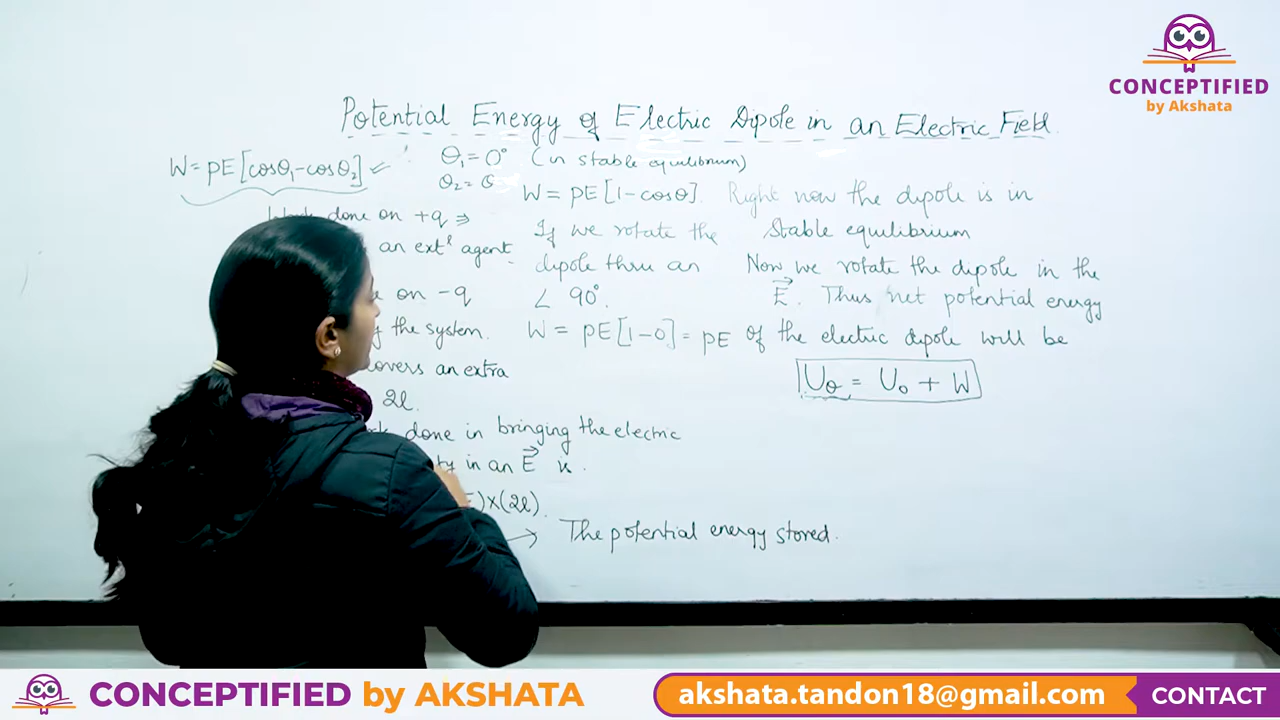 CONCEPTIFIED
by Akshata
Potential Energy of Electric Dipole in an Electric Field
W = pE[cosθ₁-cosθ₂] ✓
θ₁ = 0° (in stable equilibrium)
θ₂ = θ
done on +q ⇒
an extˡ agent
on -q
the system.
an extra
2l.
done in bringing the electric
in an E⃗ is.
)×(2l).
→ The potential energy stored.
W = pE[1-cosθ].
If we rotate the
dipole thru an
∠ 90°.
W = pE[1-0] = pE
Right now the dipole is in
Stable equilibrium
Now we rotate the dipole in the
E⃗. Thus net potential energy
of the electric dipole will be
Uθ = U₀ + W
CONCEPTIFIED by AKSHATA
akshata.tandon18@gmail.com
CONTACT